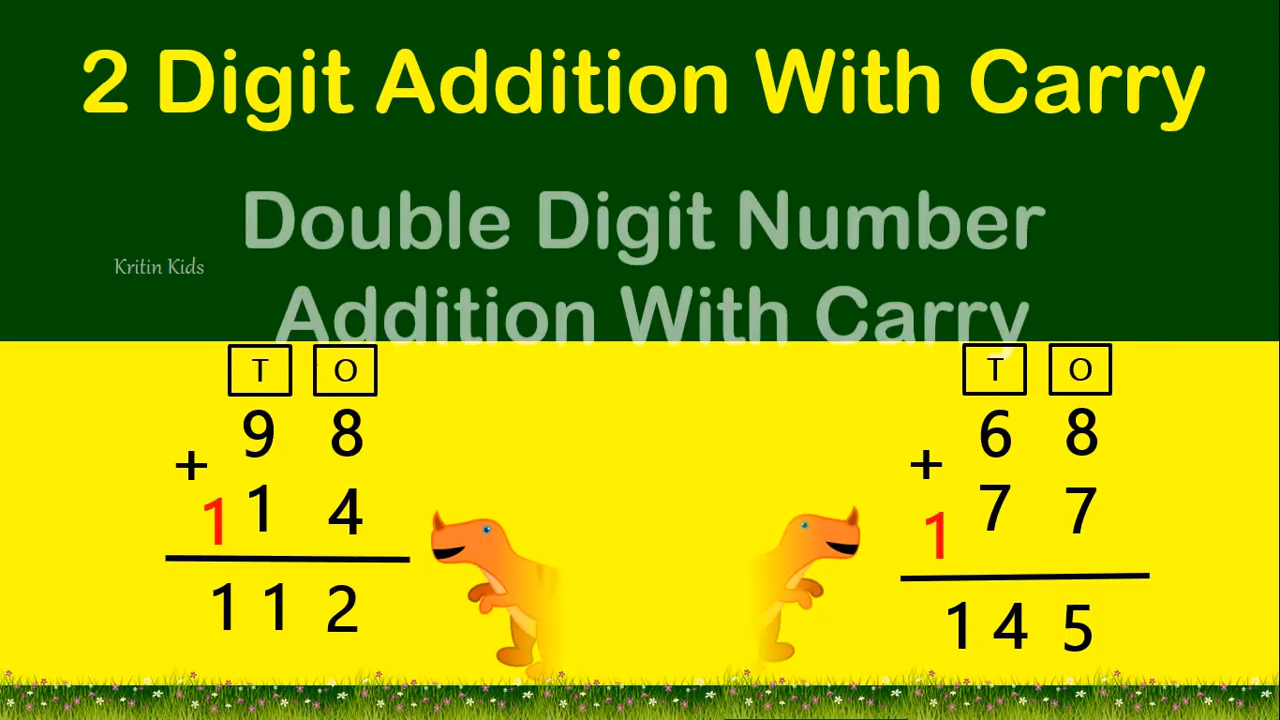 2 Digit Addition With Carry
Double Digit Number
Addition With Carry
Kritin Kids
T O
9 8
+
1 1 4
1 1 2
T O
6 8
+
1 7 7
1 4 5